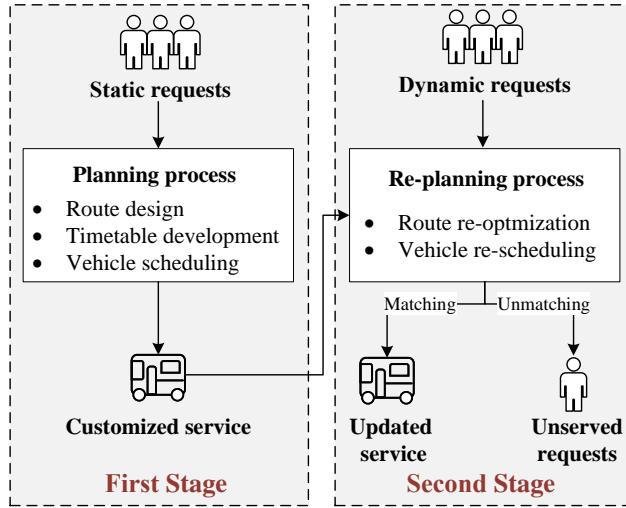 Static requests
Planning process
• Route design
• Timetable development
• Vehicle scheduling
Customized service
First Stage
Dynamic requests
Re-planning process
• Route re-optmization
• Vehicle re-scheduling
Matching
Unmatching
Updated
service
Unserved
requests
Second Stage